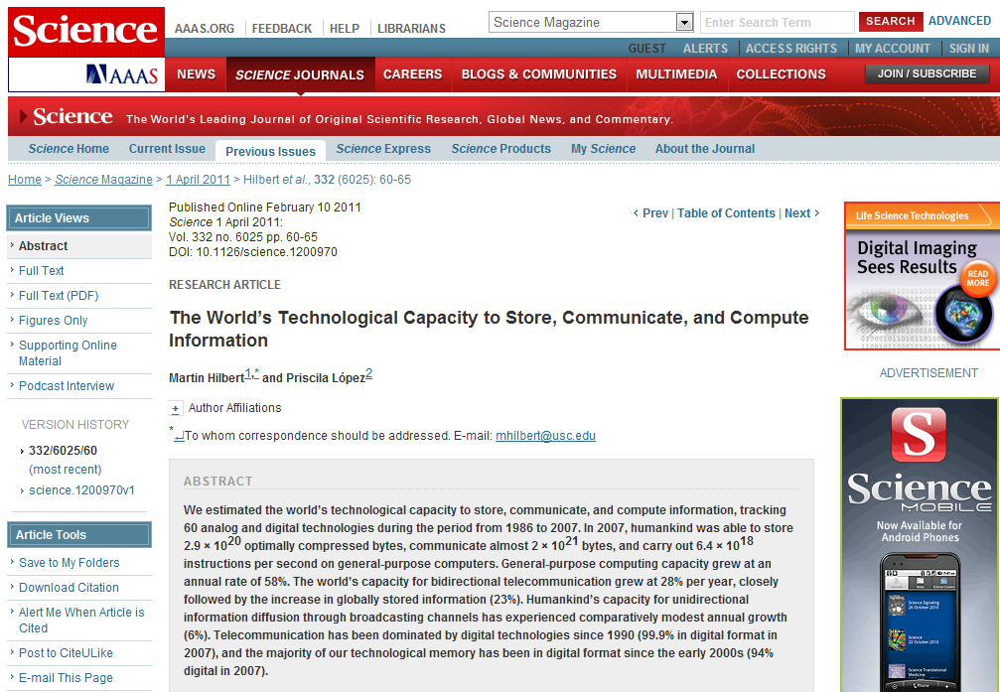 Science
AAAS
AAAS.ORG FEEDBACK HELP LIBRARIANS
Science Magazine Enter Search Term SEARCH ADVANCED
GUEST ALERTS ACCESS RIGHTS MY ACCOUNT SIGN IN
NEWS SCIENCE JOURNALS CAREERS BLOGS & COMMUNITIES MULTIMEDIA COLLECTIONS JOIN / SUBSCRIBE
Science The World's Leading Journal of Original Scientific Research, Global News, and Commentary.
Science Home Current Issue Previous Issues Science Express Science Products My Science About the Journal
Home > Science Magazine > 1 April 2011 > Hilbert et al., 332 (6025): 60-65
Article Views
Abstract
Full Text
Full Text (PDF)
Figures Only
Supporting Online
Material
Podcast Interview
VERSION HISTORY
332/6025/60
(most recent)
science.1200970v1
Article Tools
Save to My Folders
Download Citation
Alert Me When Article is
Cited
Post to CiteULike
E-mail This Page
Published Online February 10 2011
Science 1 April 2011:
Vol. 332 no. 6025 pp. 60-65
DOI: 10.1126/science.1200970
‹ Prev | Table of Contents | Next ›
RESEARCH ARTICLE
The World's Technological Capacity to Store, Communicate, and Compute
Information
Martin Hilbert1,* and Priscila López2
+ Author Affiliations
*↵To whom correspondence should be addressed. E-mail: mhilbert@usc.edu
ABSTRACT
We estimated the world's technological capacity to store, communicate, and compute information, tracking
60 analog and digital technologies during the period from 1986 to 2007. In 2007, humankind was able to store
2.9 × 10²⁰ optimally compressed bytes, communicate almost 2 × 10²¹ bytes, and carry out 6.4 × 10¹⁸
instructions per second on general-purpose computers. General-purpose computing capacity grew at an
annual rate of 58%. The world's capacity for bidirectional telecommunication grew at 28% per year, closely
followed by the increase in globally stored information (23%). Humankind's capacity for unidirectional
information diffusion through broadcasting channels has experienced comparatively modest annual growth
(6%). Telecommunication has been dominated by digital technologies since 1990 (99.9% in digital format in
2007), and the majority of our technological memory has been in digital format since the early 2000s (94%
digital in 2007).
Life Science Technologies
Digital Imaging
Sees Results
READ
MORE
ADVERTISEMENT
S
Science
MOBILE
Now Available for
Android Phones
Science Signaling
26 October 2010
Science
22 October 2010
Science Translational
Medicine